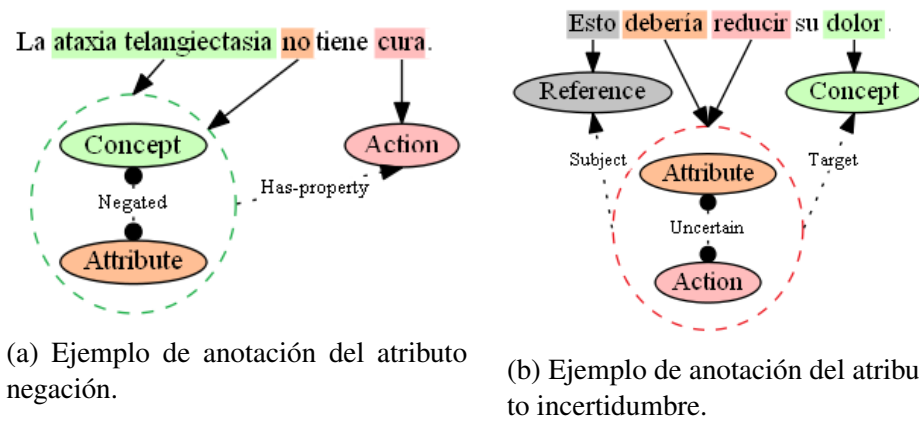 La ataxia telangiectasia no tiene cura.
Concept
Negated
Attribute
Has-property
Action
(a) Ejemplo de anotación del atributo
negación.
Esto debería reducir su dolor.
Reference
Concept
Subject
Target
Attribute
Uncertain
Action
(b) Ejemplo de anotación del atribu-
to incertidumbre.